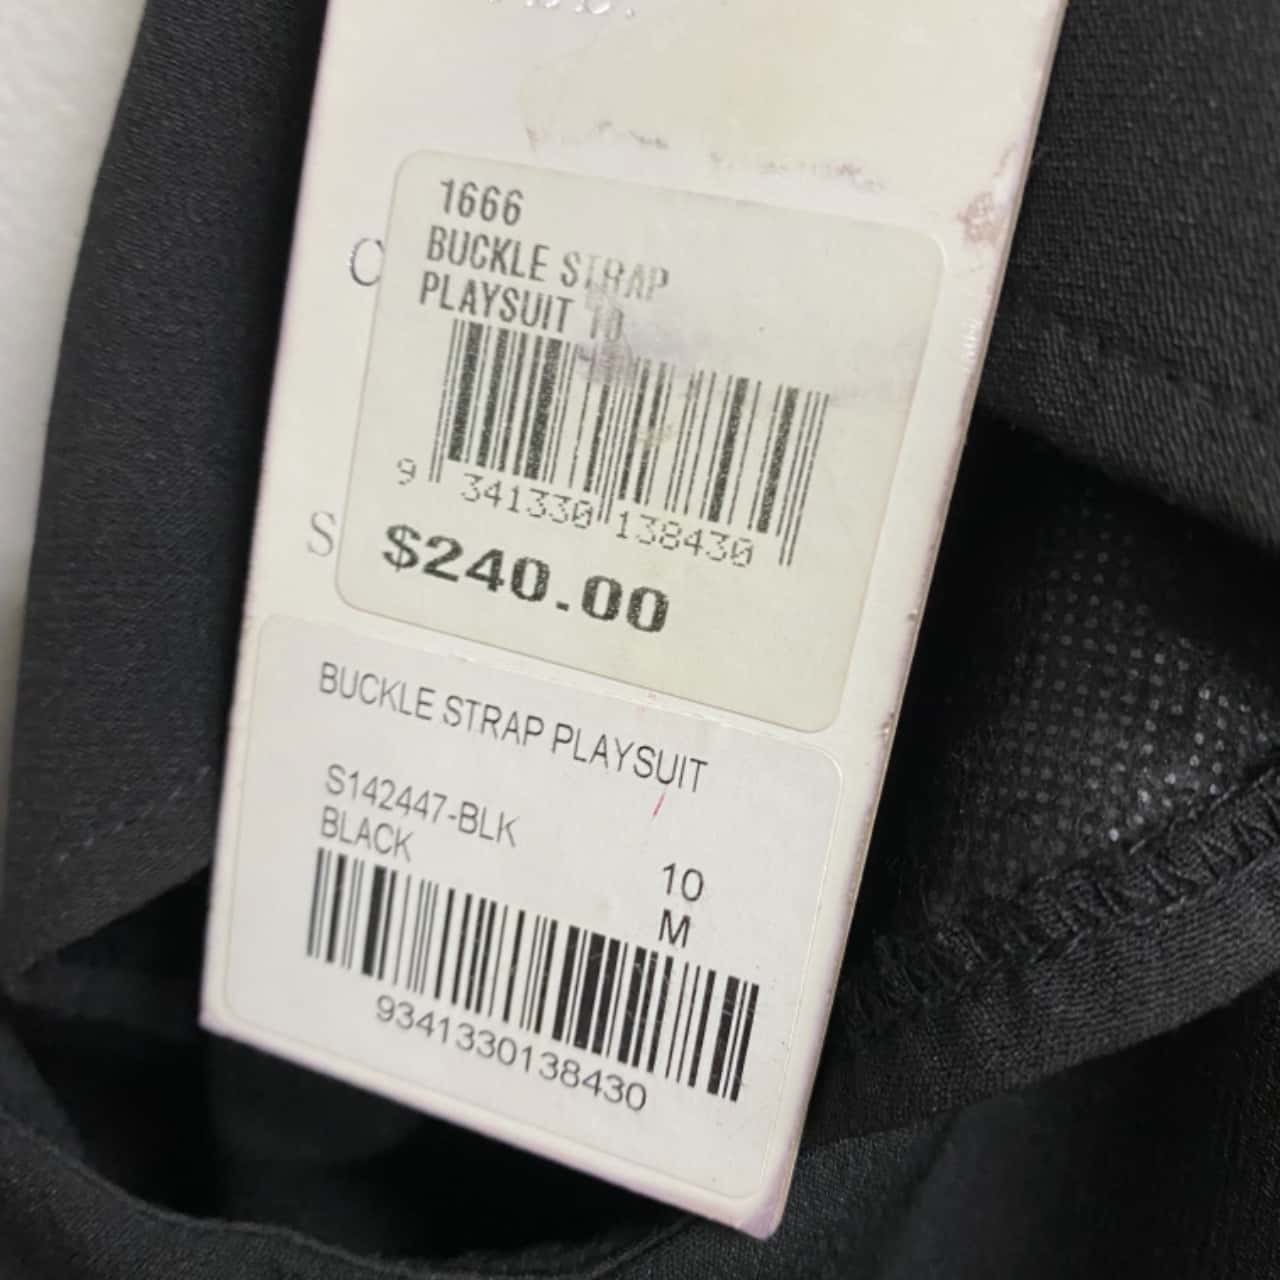 1666
BUCKLE STRAP
PLAYSUIT 10
C
9 341330 138430
S
$240.00
BUCKLE STRAP PLAYSUIT
S142447-BLK
BLACK
10
M
9341330138430